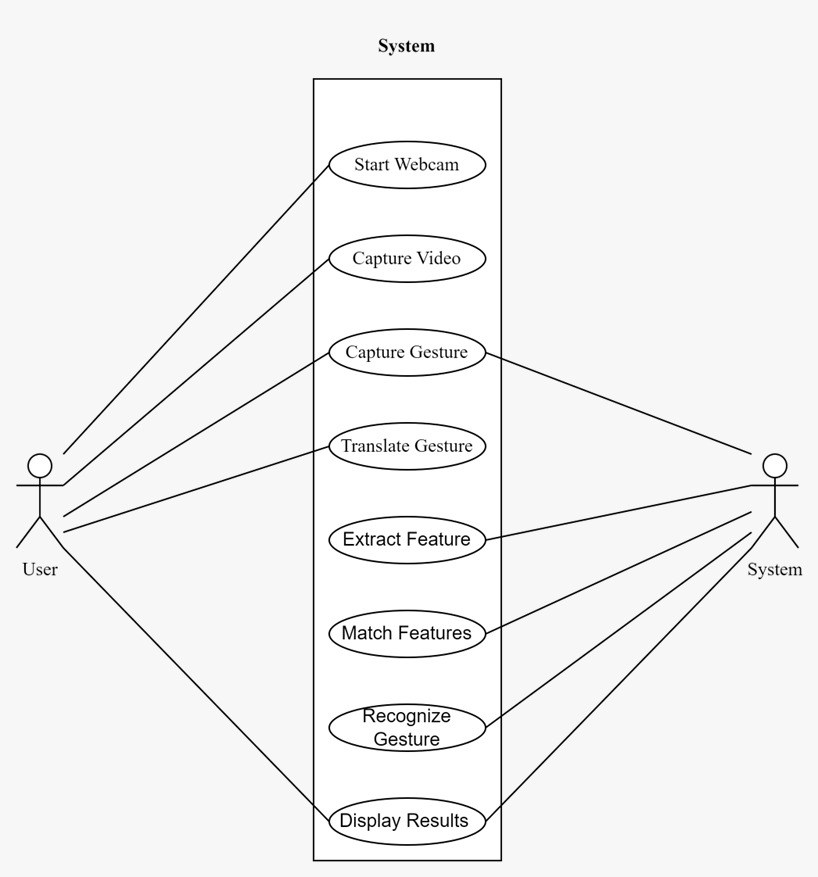 System
Start Webcam
Capture Video
Capture Gesture
Translate Gesture
Extract Feature
User
System
Match Features
Recognize
Gesture
Display Results